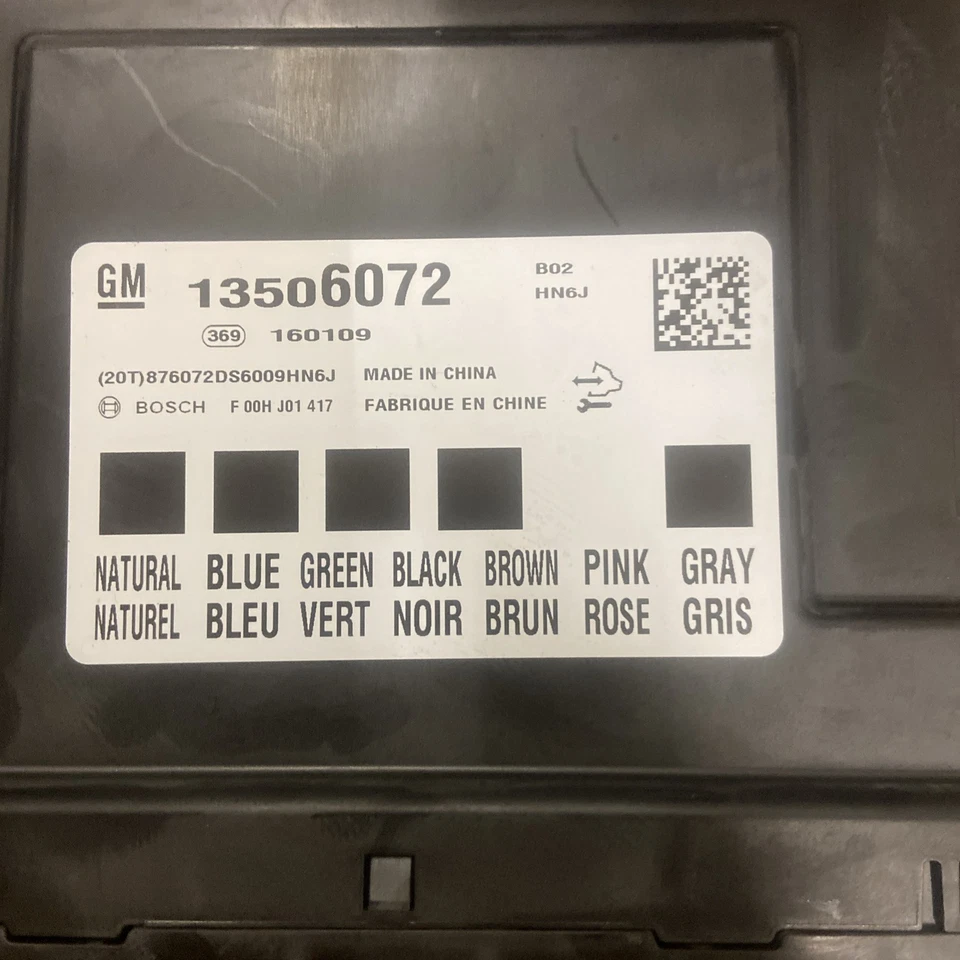 GM 13506072
B02
HN6J
369 160109
(20T)876072DS6009HN6J MADE IN CHINA
BOSCH F 00H J01 417 FABRIQUE EN CHINE
NATURAL BLUE GREEN BLACK BROWN PINK GRAY
NATUREL BLEU VERT NOIR BRUN ROSE GRIS